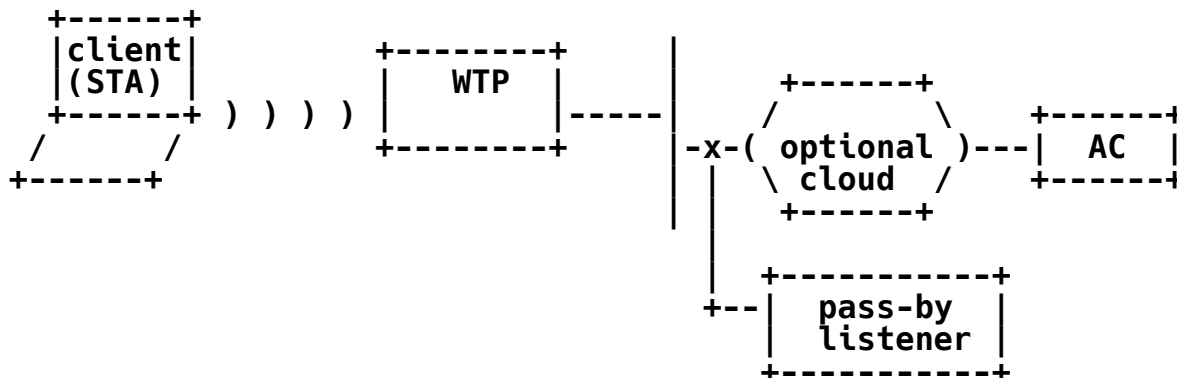 client
(STA)
WTP
) ) ) )
x
optional
cloud
AC
pass-by
listener